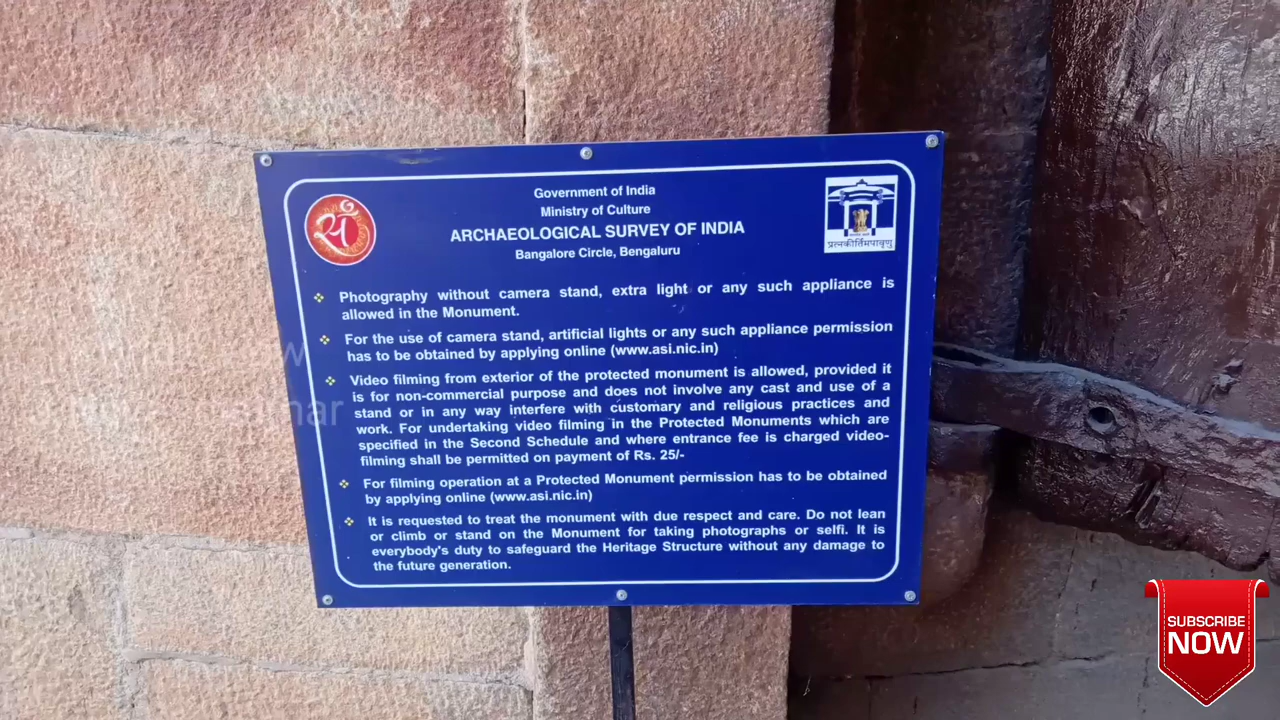 Government of India
Ministry of Culture
ARCHAEOLOGICAL SURVEY OF INDIA
Bangalore Circle, Bengaluru
प्रत्नकीर्तिमपावृणु
Photography without camera stand, extra light or any such appliance is
allowed in the Monument.
For the use of camera stand, artificial lights or any such appliance permission
has to be obtained by applying online (www.asi.nic.in)
Video filming from exterior of the protected monument is allowed, provided it
is for non-commercial purpose and does not involve any cast and use of a
stand or in any way interfere with customary and religious practices and
work. For undertaking video filming in the Protected Monuments which are
specified in the Second Schedule and where entrance fee is charged video-
filming shall be permitted on payment of Rs. 25/-
For filming operation at a Protected Monument permission has to be obtained
by applying online (www.asi.nic.in)
It is requested to treat the monument with due respect and care. Do not lean
or climb or stand on the Monument for taking photographs or selfi. It is
everybody's duty to safeguard the Heritage Structure without any damage to
the future generation.
SUBSCRIBE
NOW